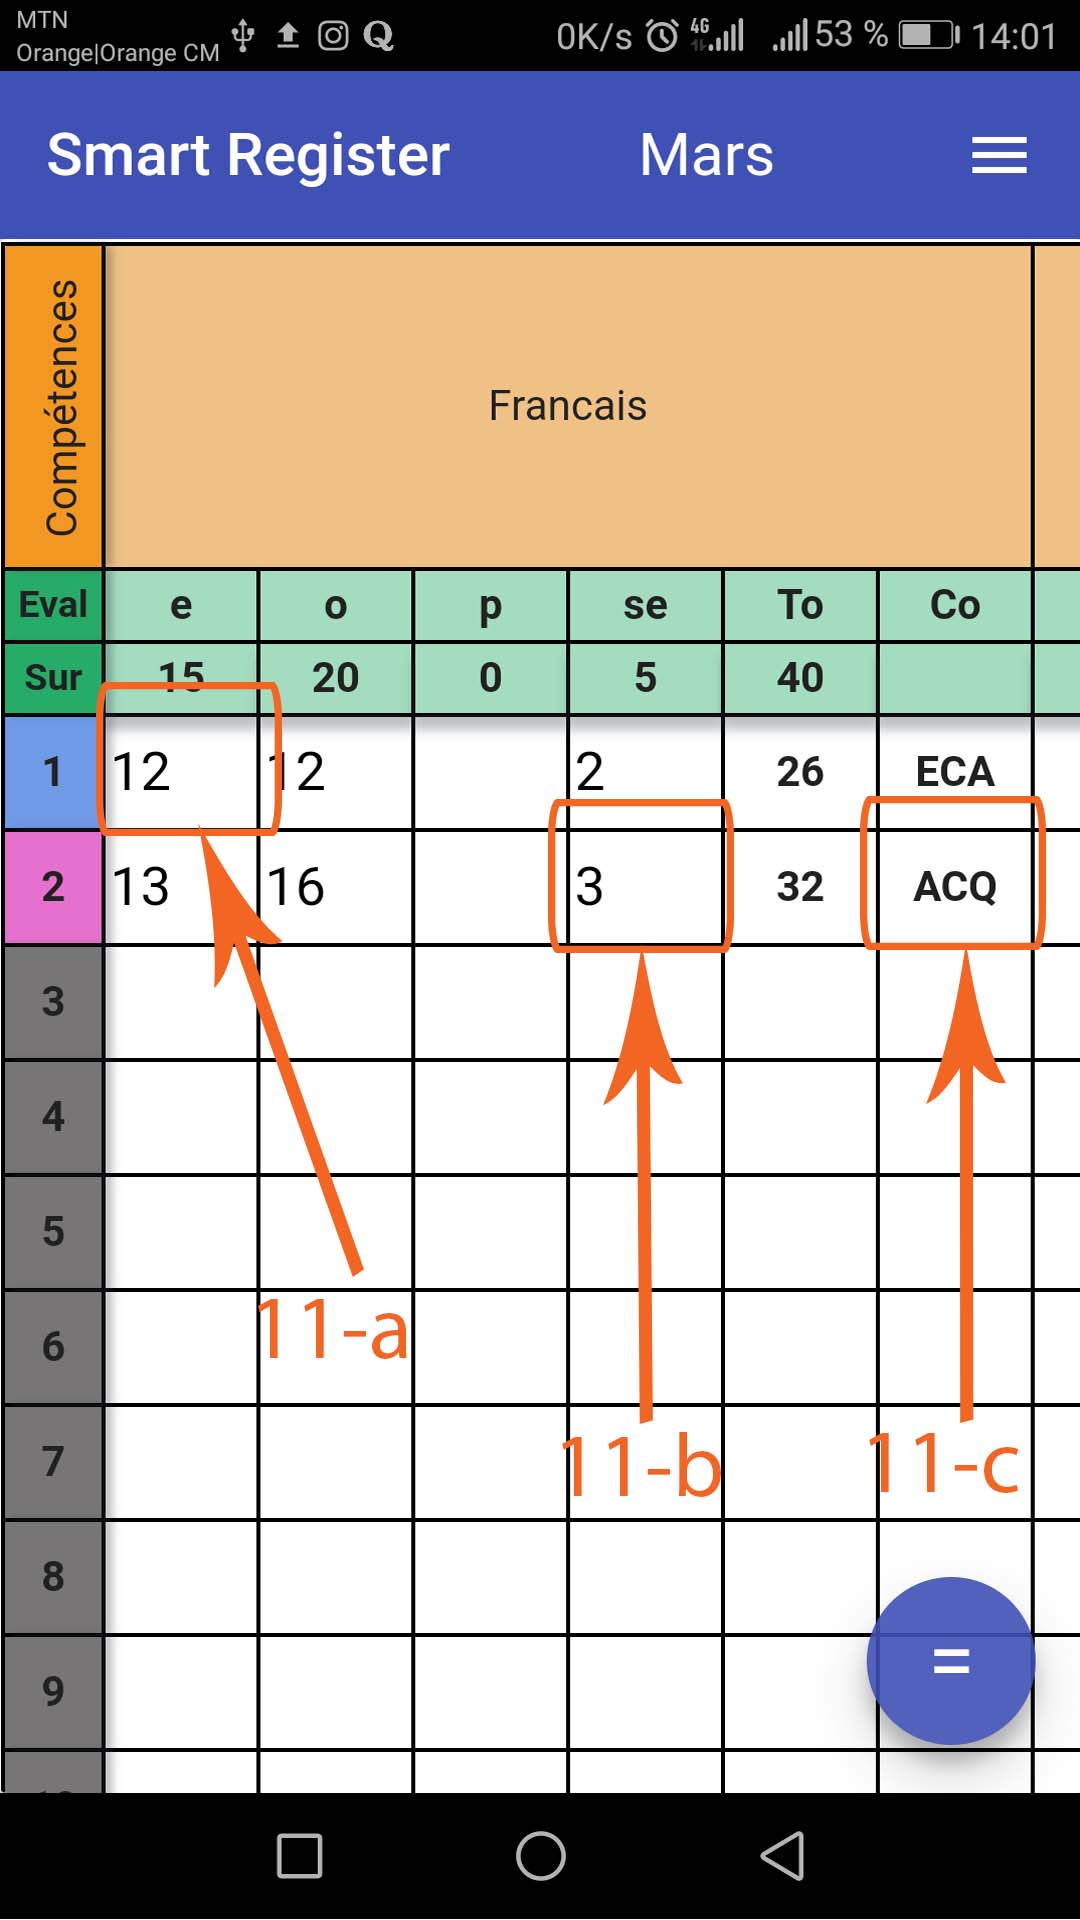 MTN
Orange|Orange CM
0K/s 4G 53 % 14:01
Smart Register Mars
Compétences Francais
Eval e o p se To Co
Sur 15 20 0 5 40
1 12 12 2 26 ECA
2 13 16 3 32 ACQ
3
4
5
6 11-a
7 11-b 11-c
8
=
9